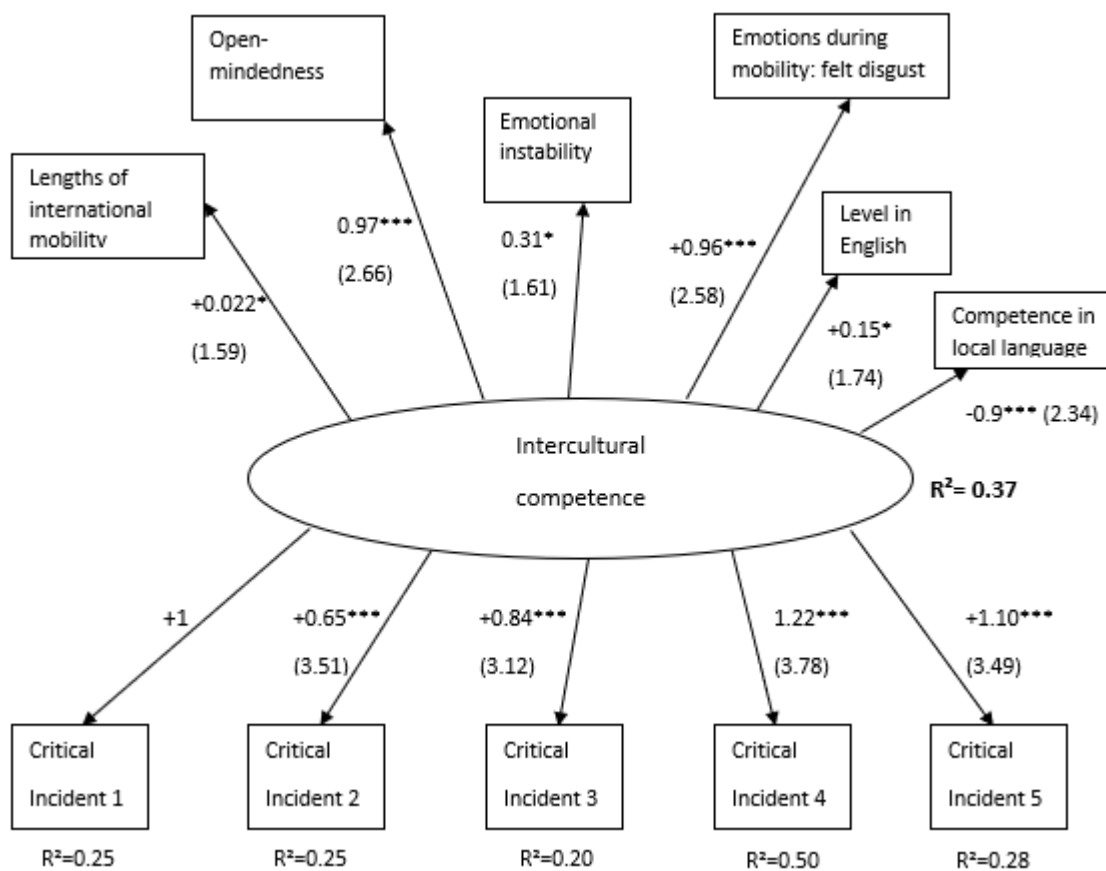 Open-
mindedness
Emotions during
mobility: felt disgust
Emotional
instability
Lengths of
international
mobility
Level in
English
0.97***
(2.66)
0.31*
(1.61)
+0.96***
(2.58)
+0.022*
(1.59)
+0.15*
(1.74)
Competence in
local language
-0.9*** (2.34)
Intercultural
competence
R²= 0.37
+1
+0.65***
(3.51)
+0.84***
(3.12)
1.22***
(3.78)
+1.10***
(3.49)
Critical
Incident 1
Critical
Incident 2
Critical
Incident 3
Critical
Incident 4
Critical
Incident 5
R²=0.25
R²=0.25
R²=0.20
R²=0.50
R²=0.28